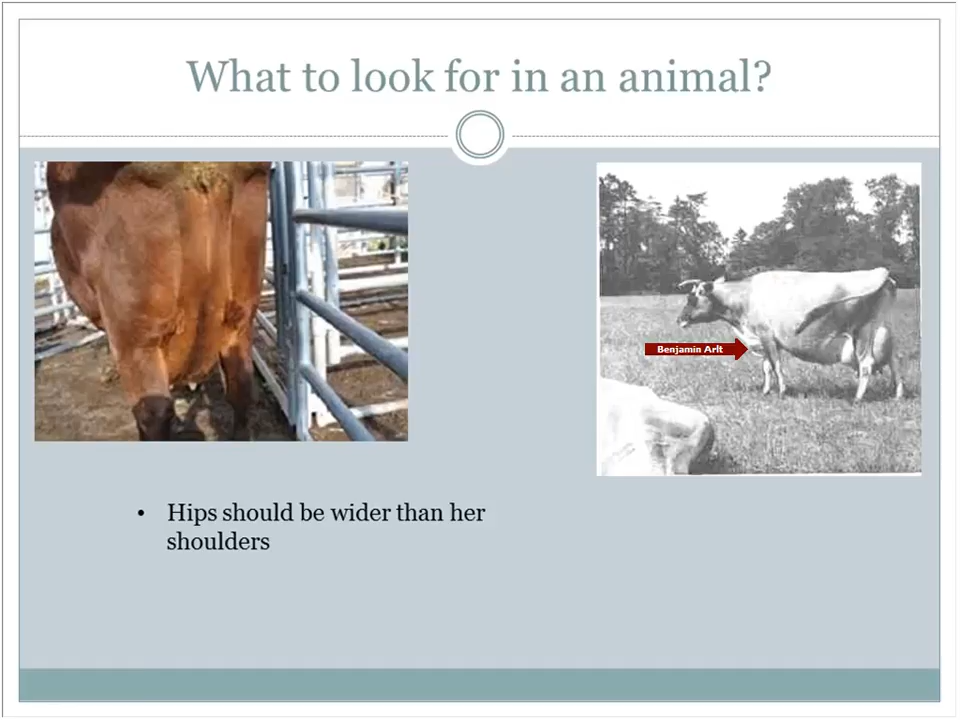 What to look for in an animal?
Benjamin Arlt
• Hips should be wider than her
shoulders